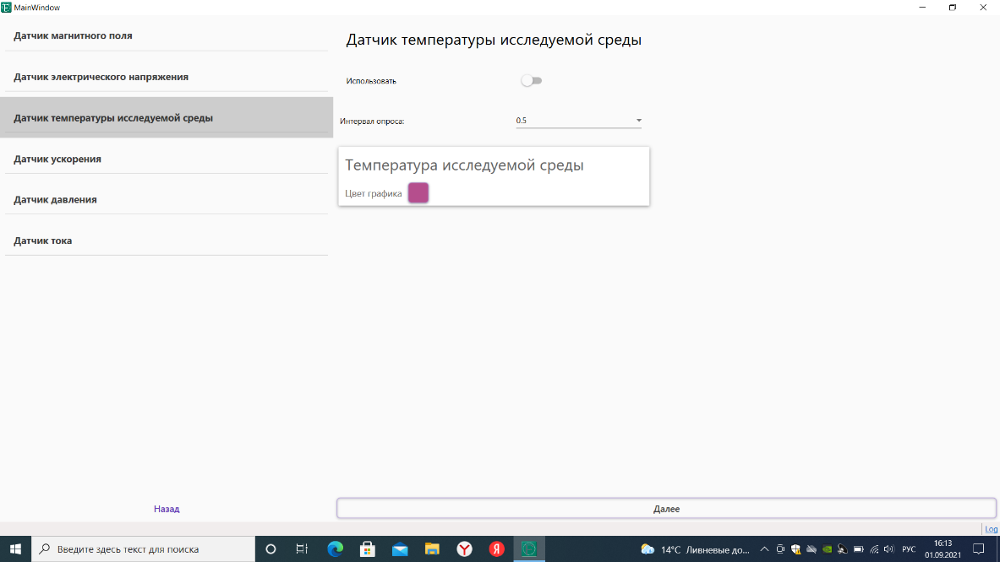 MainWindow
Датчик магнитного поля
Датчик электрического напряжения
Датчик температуры исследуемой среды
Датчик ускорения
Датчик давления
Датчик тока
Датчик температуры исследуемой среды
Использовать
Интервал опроса: 0.5
Температура исследуемой среды
Цвет графика
Назад
Далее
Log
Введите здесь текст для поиска
14°C Ливневые до...
РУС
16:13
01.09.2021